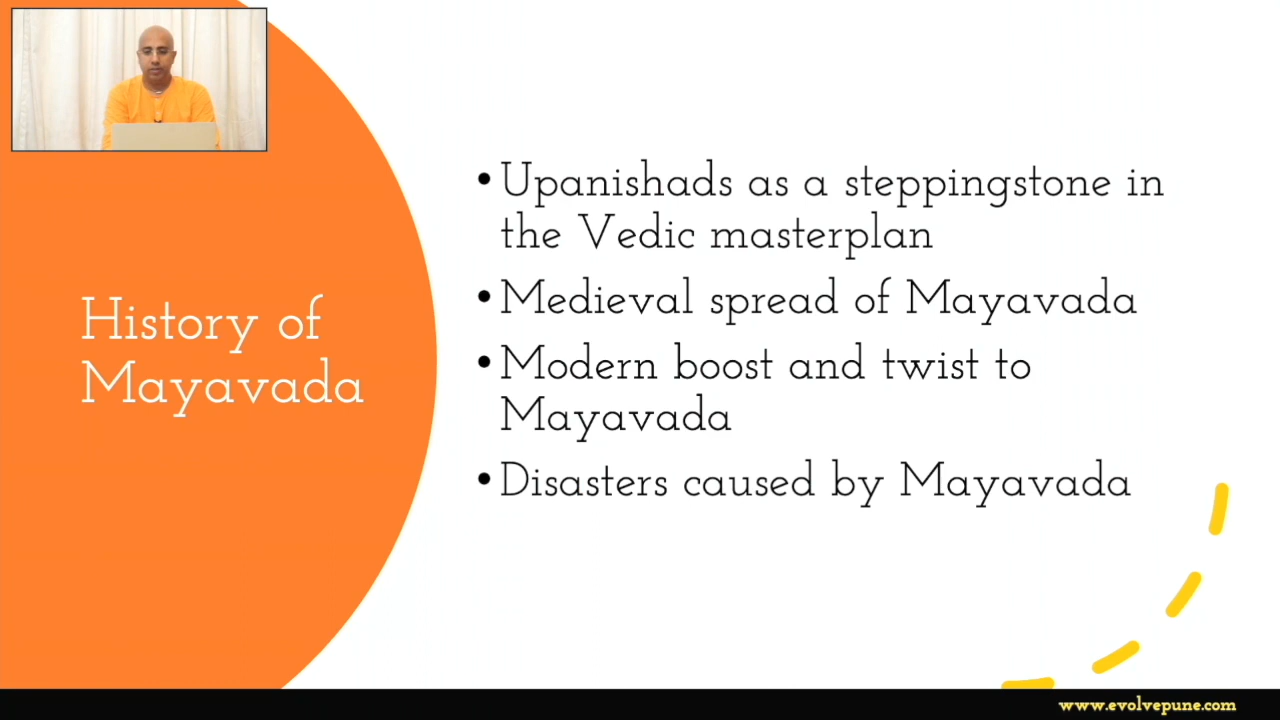 History of
Mayavada
•Upanishads as a steppingstone in
the Vedic masterplan
•Medieval spread of Mayavada
•Modern boost and twist to
Mayavada
•Disasters caused by Mayavada
www.evolvepune.com